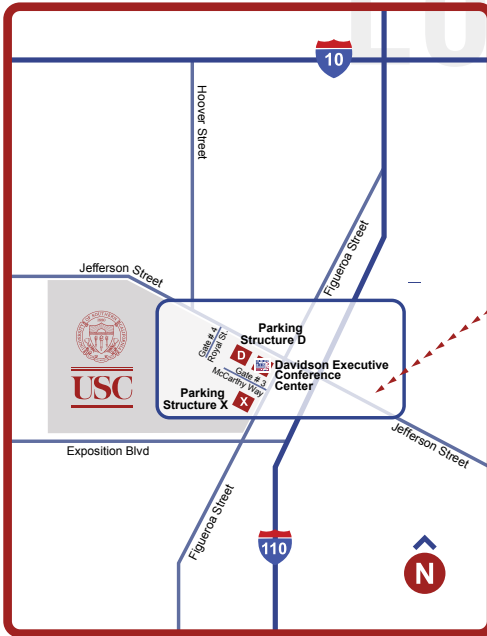 LU
10
Hoover Street
Figueroa Street
Jefferson Street
Gate # 4
Royal St.
Parking
Structure D
D
Davidson Executive
Conference
Center
USC
Gate # 3
McCarthy Way
Parking
Structure X
X
Jefferson Street
Exposition Blvd
Figueroa Street
110
N